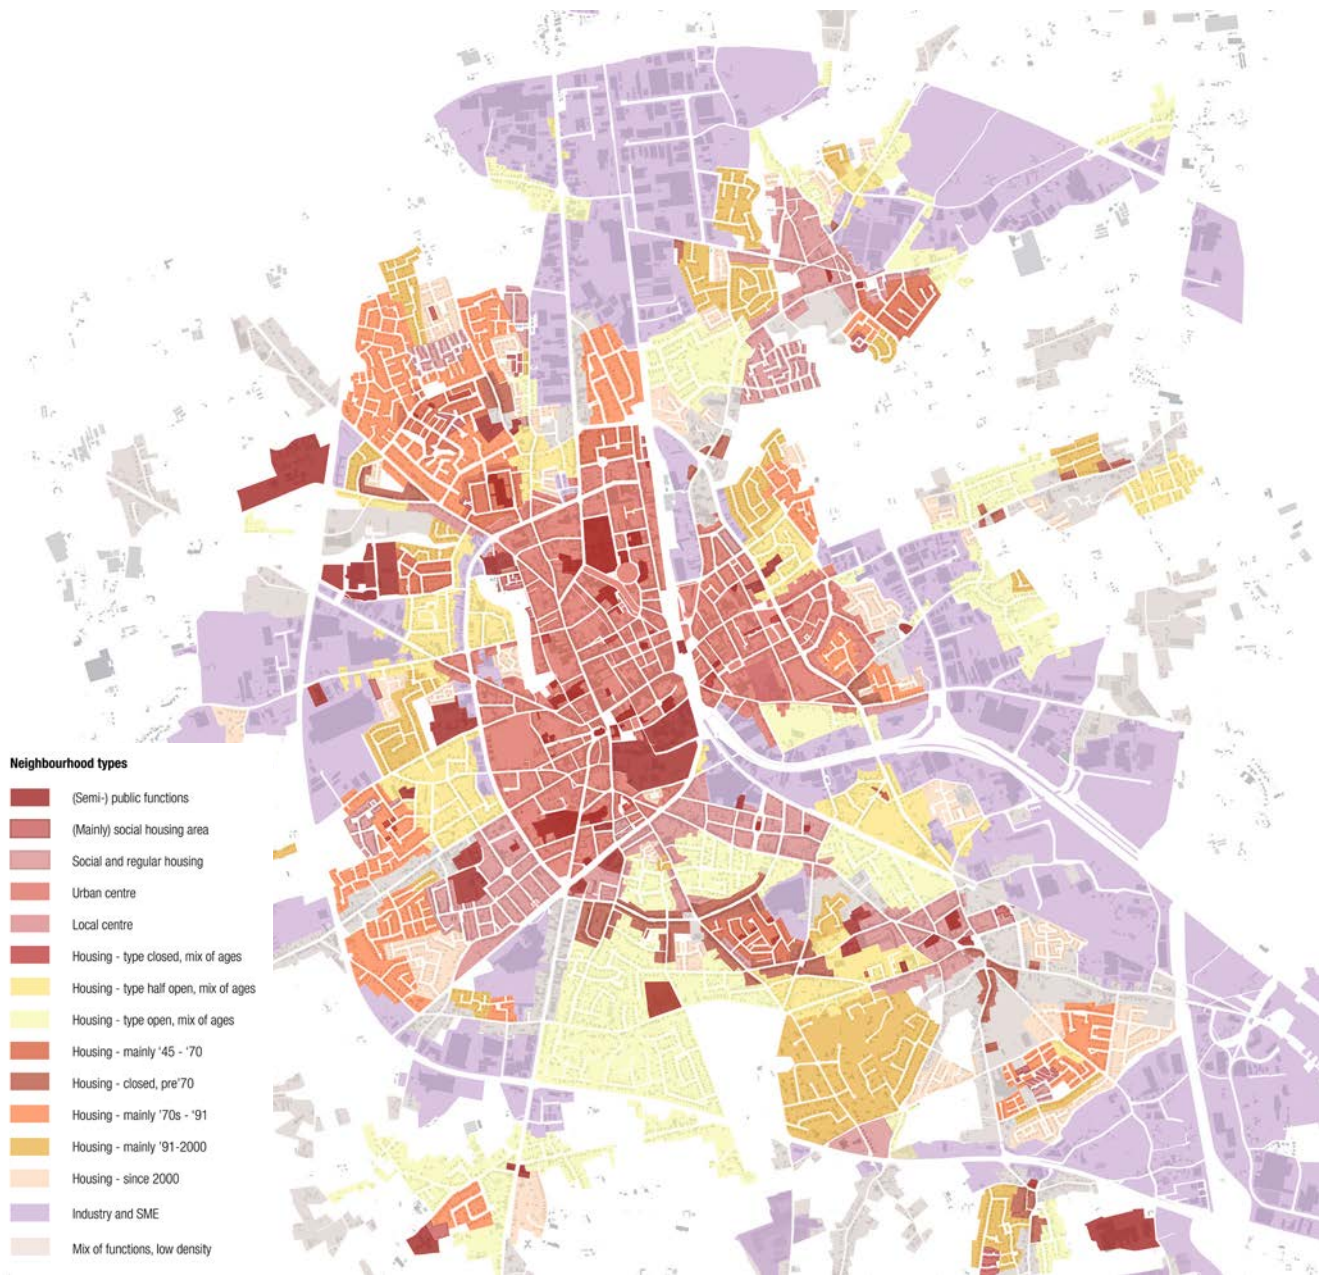 Neighbourhood types
(Semi-) public functions
(Mainly) social housing area
Social and regular housing
Urban centre
Local centre
Housing - type closed, mix of ages
Housing - type half open, mix of ages
Housing - type open, mix of ages
Housing - mainly ‘45 - ‘70
Housing - closed, pre’70
Housing - mainly ’70s - ‘91
Housing - mainly ’91-2000
Housing - since 2000
Industry and SME
Mix of functions, low density